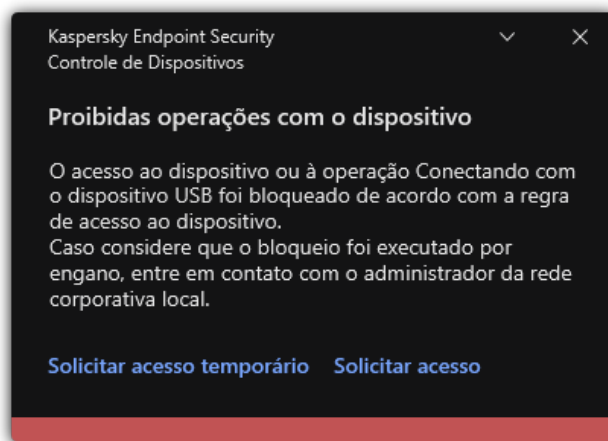 Kaspersky Endpoint Security
Controle de Dispositivos
Proibidas operações com o dispositivo
O acesso ao dispositivo ou à operação Conectando com
o dispositivo USB foi bloqueado de acordo com a regra
de acesso ao dispositivo.
Caso considere que o bloqueio foi executado por
engano, entre em contato com o administrador da rede
corporativa local.
Solicitar acesso temporário Solicitar acesso